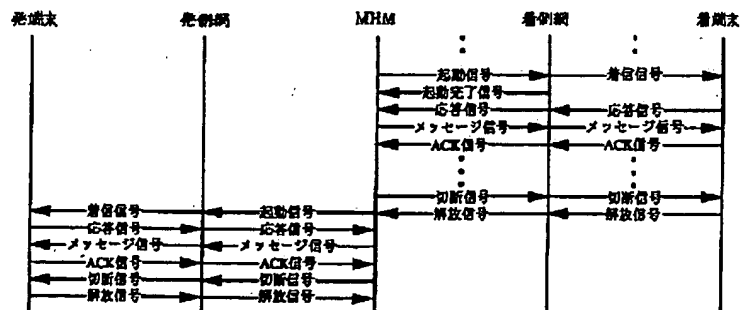 発端末 発側網 MHM 着側網 着端末
起動信号 着信信号
起動完了信号
応答信号 応答信号
メッセージ信号 メッセージ信号
ACK信号 ACK信号
切断信号 切断信号
解放信号 解放信号
着信信号 起動信号
応答信号 応答信号
メッセージ信号 メッセージ信号
ACK信号 ACK信号
切断信号 切断信号
解放信号 解放信号